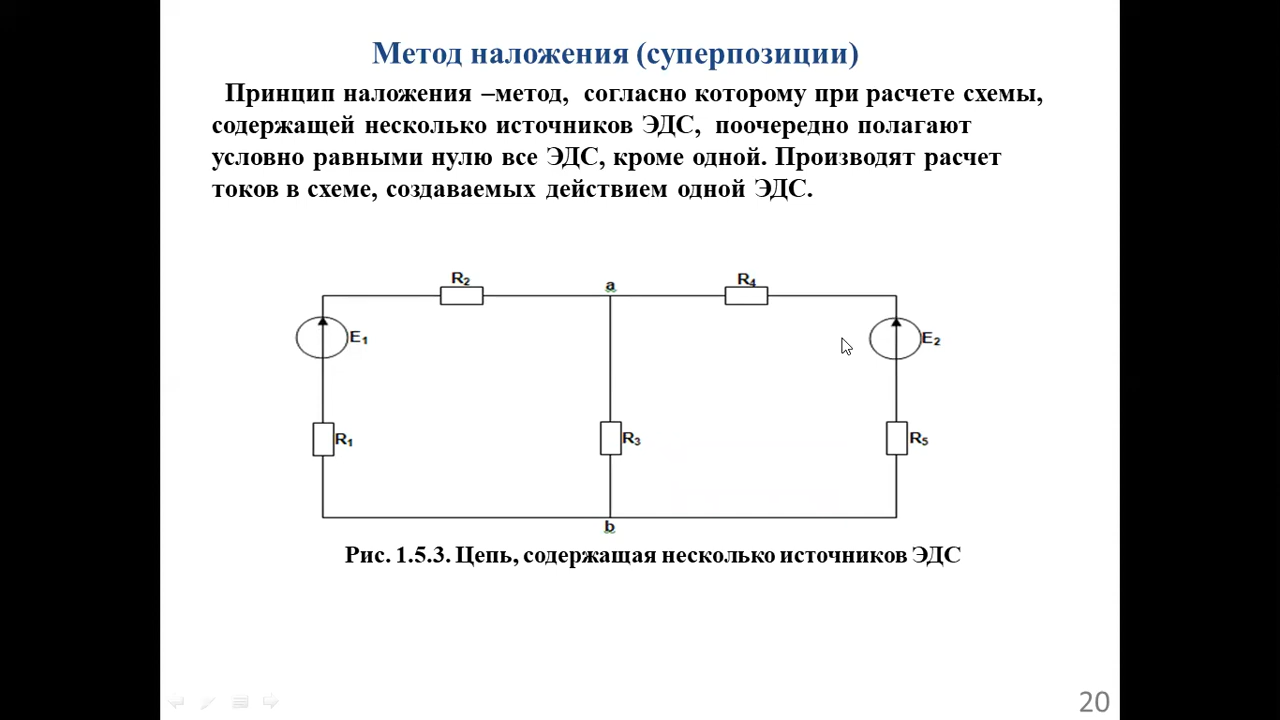 Метод наложения (суперпозиции)
Принцип наложения –метод, согласно которому при расчете схемы,
содержащей несколько источников ЭДС, поочередно полагают
условно равными нулю все ЭДС, кроме одной. Производят расчет
токов в схеме, создаваемых действием одной ЭДС.
R2
a
R4
E1
E2
R1
R3
R5
b
Рис. 1.5.3. Цепь, содержащая несколько источников ЭДС
20